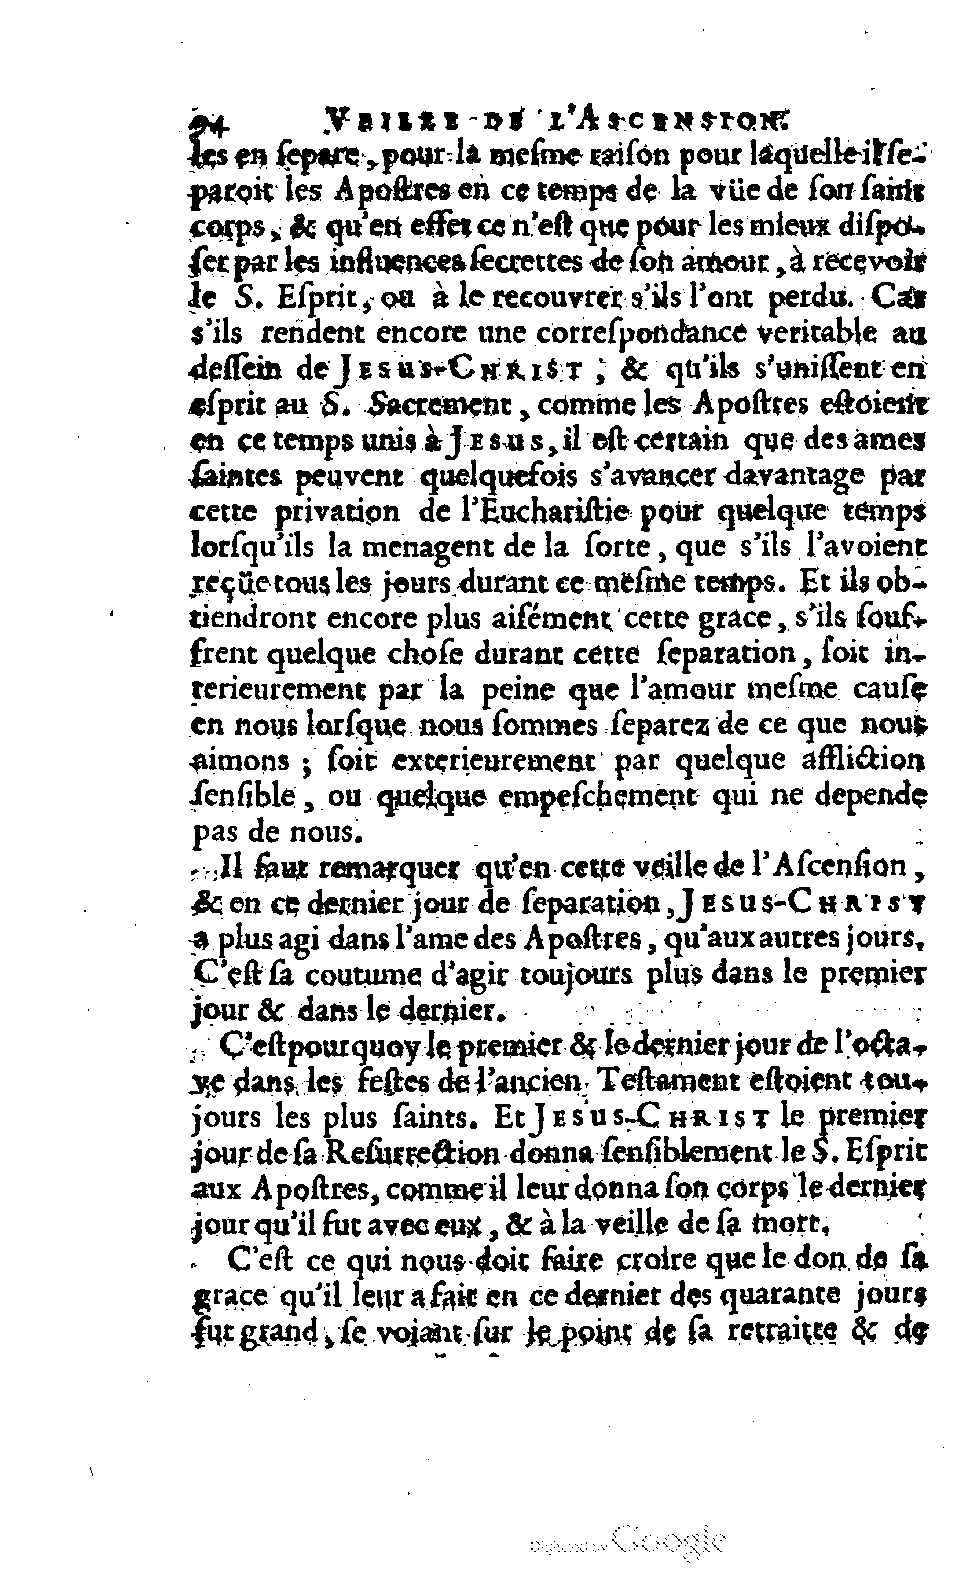 94 VEILLE DE L'ASCENSION.
les en ſepare, pour la meſme raiſon pour laquelle il ſe-
paroit les Apoſtres en ce temps de la vüe de ſon ſaint
corps, & qu'en effet ce n'eſt que pour les mieux diſpo-
ſer par les influences ſecrettes de ſon amour, à recevoir
le S. Eſprit, ou à le recouvrer s'ils l'ont perdu. Car
s'ils rendent encore une correſpondance veritable au
deſſein de JESUS-CHRIST; & qu'ils s'uniſſent en
eſprit au S. Sacrement, comme les Apoſtres eſtoient
en ce temps unis à JESUS, il eſt certain que des ames
ſaintes peuvent quelquefois s'avancer davantage par
cette privation de l'Euchariſtie pour quelque temps
lorſqu'ils la menagent de la ſorte, que s'ils l'avoient
reçüe tous les jours durant ce meſme temps. Et ils ob-
tiendront encore plus aiſément cette grace, s'ils ſouf-
frent quelque choſe durant cette ſeparation, ſoit in-
terieurement par la peine que l'amour meſme cauſe
en nous lorſque nous ſommes ſeparez de ce que nous
aimons; ſoit exterieurement par quelque affliction
ſenſible, ou quelque empeſchement qui ne depende
pas de nous.
Il faut remarquer qu'en cette veille de l'Aſcenſion,
& en ce dernier jour de ſeparation, JESUS-CHRIST
a plus agi dans l'ame des Apoſtres, qu'aux autres jours.
C'eſt ſa coutume d'agir toujours plus dans le premier
jour & dans le dernier.
C'eſt pourquoy le premier & le dernier jour de l'octa-
ve dans les feſtes de l'ancien Teſtament eſtoient tou-
jours les plus ſaints. Et JESUS-CHRIST le premier
jour de ſa Reſurrection donna ſenſiblement le S. Eſprit
aux Apoſtres, comme il leur donna ſon corps le dernier
jour qu'il fut avec eux, & à la veille de ſa mort.
C'eſt ce qui nous doit faire croire que le don de ſa
grace qu'il leur a fait en ce dernier des quarante jours
fut grand, ſe voiant ſur le point de ſa retraitte & de
Google